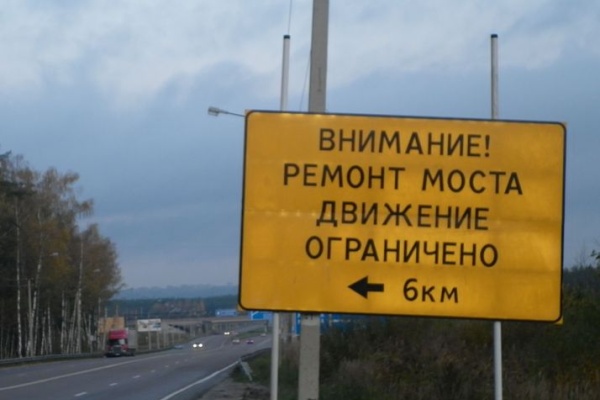 ВНИМАНИЕ!
РЕМОНТ МОСТА
ДВИЖЕНИЕ
ОГРАНИЧЕНО
6км